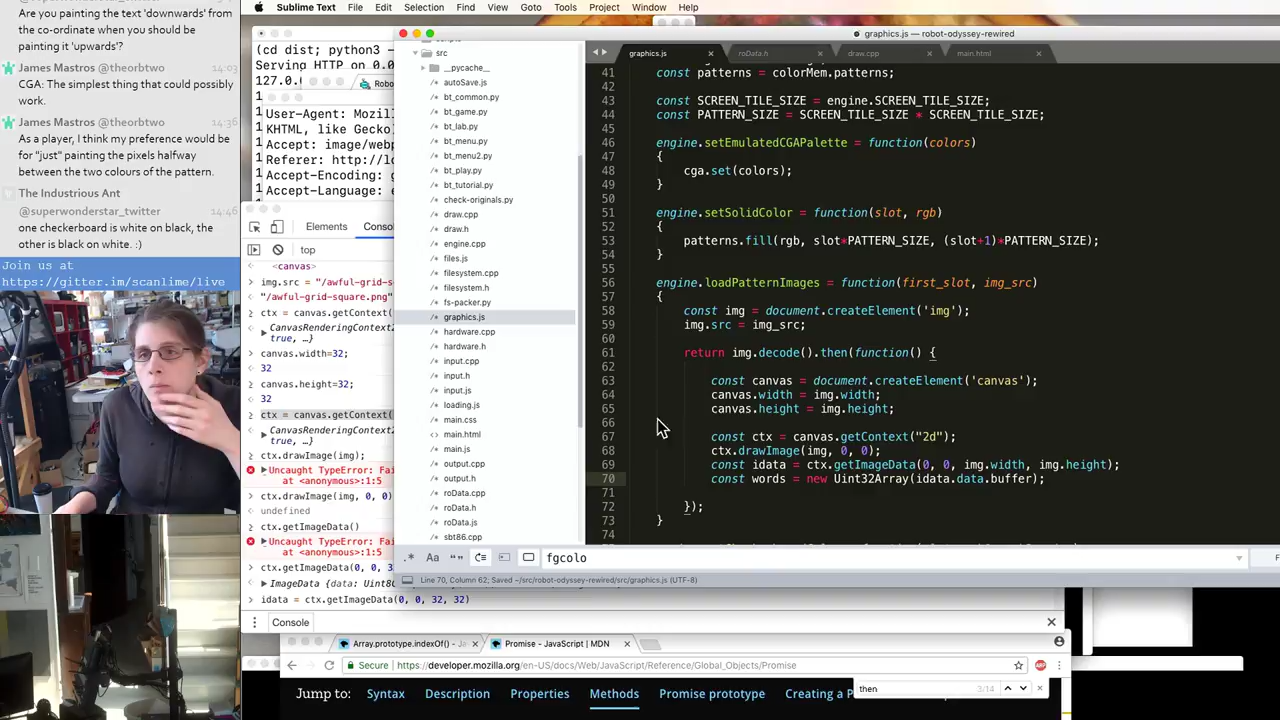 Are you painting the text 'downwards' from
the co-ordinate when you should be
painting it 'upwards'?
James Mastros @theorbtwo 14:03
CGA: The simplest thing that could possibly
work.
James Mastros @theorbtwo 14:36
As a player, I think my preference would be
for "just" painting the pixels halfway
between the two colours of the pattern.
The Industrious Ant
@superwonderstar_twitter 14:46
one checkerboard is white on black, the
other is black on white. :)
Join us at
https://gitter.im/scanlime/live
Sublime Text File Edit Selection Find View Goto Tools Project Window Help
(cd dist; python3 —
Serving HTTP on 0.0
127.0.
Robo
User-Agent: Mozil
KHTML, like Gecko)
Accept: image/webp
Referer: http://lo
Accept-Encoding: g
Accept-Language: e
Elements Conso
top
<canvas>
img.src = "/awful-grid-s
"/awful-grid-square.png"
ctx = canvas.getContext(
CanvasRenderingContext2
true, …}
canvas.width=32;
32
canvas.height=32;
32
ctx = canvas.getContext(
CanvasRenderingContext2
true, …}
ctx.drawImage(img);
Uncaught TypeError: Fai
at <anonymous>:1:5
ctx.drawImage(img, 0, 0)
undefined
ctx.getImageData()
Uncaught TypeError: Fai
at <anonymous>:1:5
ctx.getImageData(0, 0, 3
ImageData {data: Uint8C
idata = ctx.getImageData(0, 0, 32, 32)
Console
graphics.js — robot-odyssey-rewired
src
__pycache__
autoSave.js
bt_common.py
bt_game.py
bt_lab.py
bt_menu.py
bt_menu2.py
bt_play.py
bt_tutorial.py
check-originals.py
draw.cpp
draw.h
engine.cpp
files.js
filesystem.cpp
filesystem.h
fs-packer.py
graphics.js
hardware.cpp
hardware.h
input.cpp
input.h
input.js
loading.js
main.css
main.html
main.js
output.cpp
output.h
roData.cpp
roData.h
roData.js
sbt86.cpp
graphics.js roData.h draw.cpp main.html
41 const patterns = colorMem.patterns;
42
43 const SCREEN_TILE_SIZE = engine.SCREEN_TILE_SIZE;
44 const PATTERN_SIZE = SCREEN_TILE_SIZE * SCREEN_TILE_SIZE;
45
46 engine.setEmulatedCGAPalette = function(colors)
47 {
48 cga.set(colors);
49 }
50
51 engine.setSolidColor = function(slot, rgb)
52 {
53 patterns.fill(rgb, slot*PATTERN_SIZE, (slot+1)*PATTERN_SIZE);
54 }
55
56 engine.loadPatternImages = function(first_slot, img_src)
57 {
58 const img = document.createElement('img');
59 img.src = img_src;
60
61 return img.decode().then(function() {
62
63 const canvas = document.createElement('canvas');
64 canvas.width = img.width;
65 canvas.height = img.height;
66
67 const ctx = canvas.getContext("2d");
68 ctx.drawImage(img, 0, 0);
69 const idata = ctx.getImageData(0, 0, img.width, img.height);
70 const words = new Uint32Array(idata.data.buffer);
71
72 });
73 }
74
.* Aa fgcolo
Line 70, Column 62; Saved ~/src/robot-odyssey-rewired/src/graphics.js (UTF-8)
Array.prototype.indexOf() - Ja Promise - JavaScript | MDN
Secure https://developer.mozilla.org/en-US/docs/Web/JavaScript/Reference/Global_Objects/Promise
then 3/14
Jump to: Syntax Description Properties Methods Promise prototype Creating a P